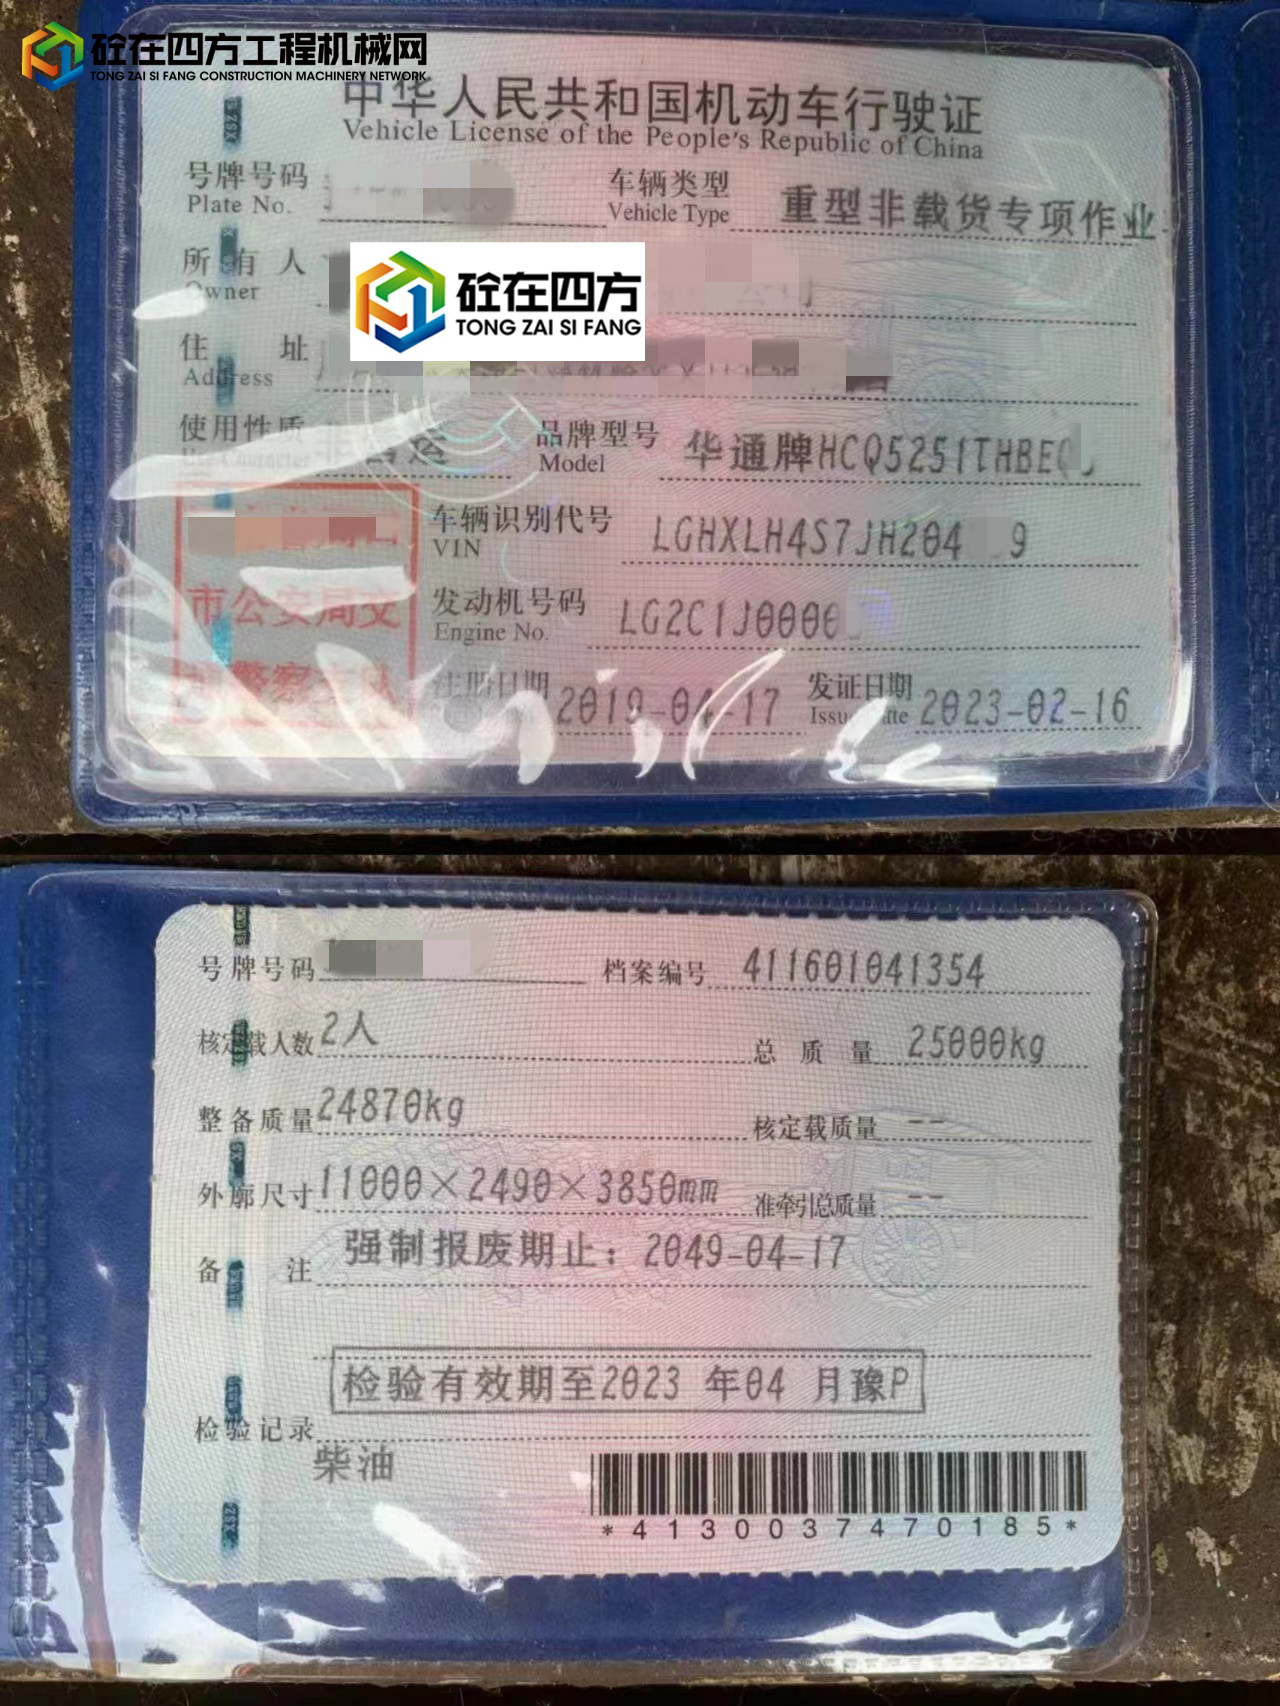 砼在四方工程机械网
TONG ZAI SI FANG CONSTRUCTION MACHINERY NETWORK
中华人民共和国机动车行驶证
Vehicle License of the People's Republic of China
号牌号码 车辆类型 重型非载货专项作业
Plate No. Vehicle Type
所有人
Owner
砼在四方
TONG ZAI SI FANG
住址
Address
使用性质 非营运 品牌型号 华通牌HCQ5251THBE
Use Character Model
车辆识别代号 LGHXLH4S7JH204 9
VIN
市公安局交
警察支队
发动机号码 LG2C1J0000
Engine No.
注册日期 2019-04-17 发证日期 2023-02-16
Issue Date
号牌号码 档案编号 411601041354
核定载人数 2人 总质量 25000kg
整备质量 24870kg 核定载质量 --
外廓尺寸 11000×2490×3850mm 准牵引总质量 --
备注 强制报废期止：2049-04-17
检验有效期至2023 年04 月豫P
检验记录
柴油
*4130037470185*